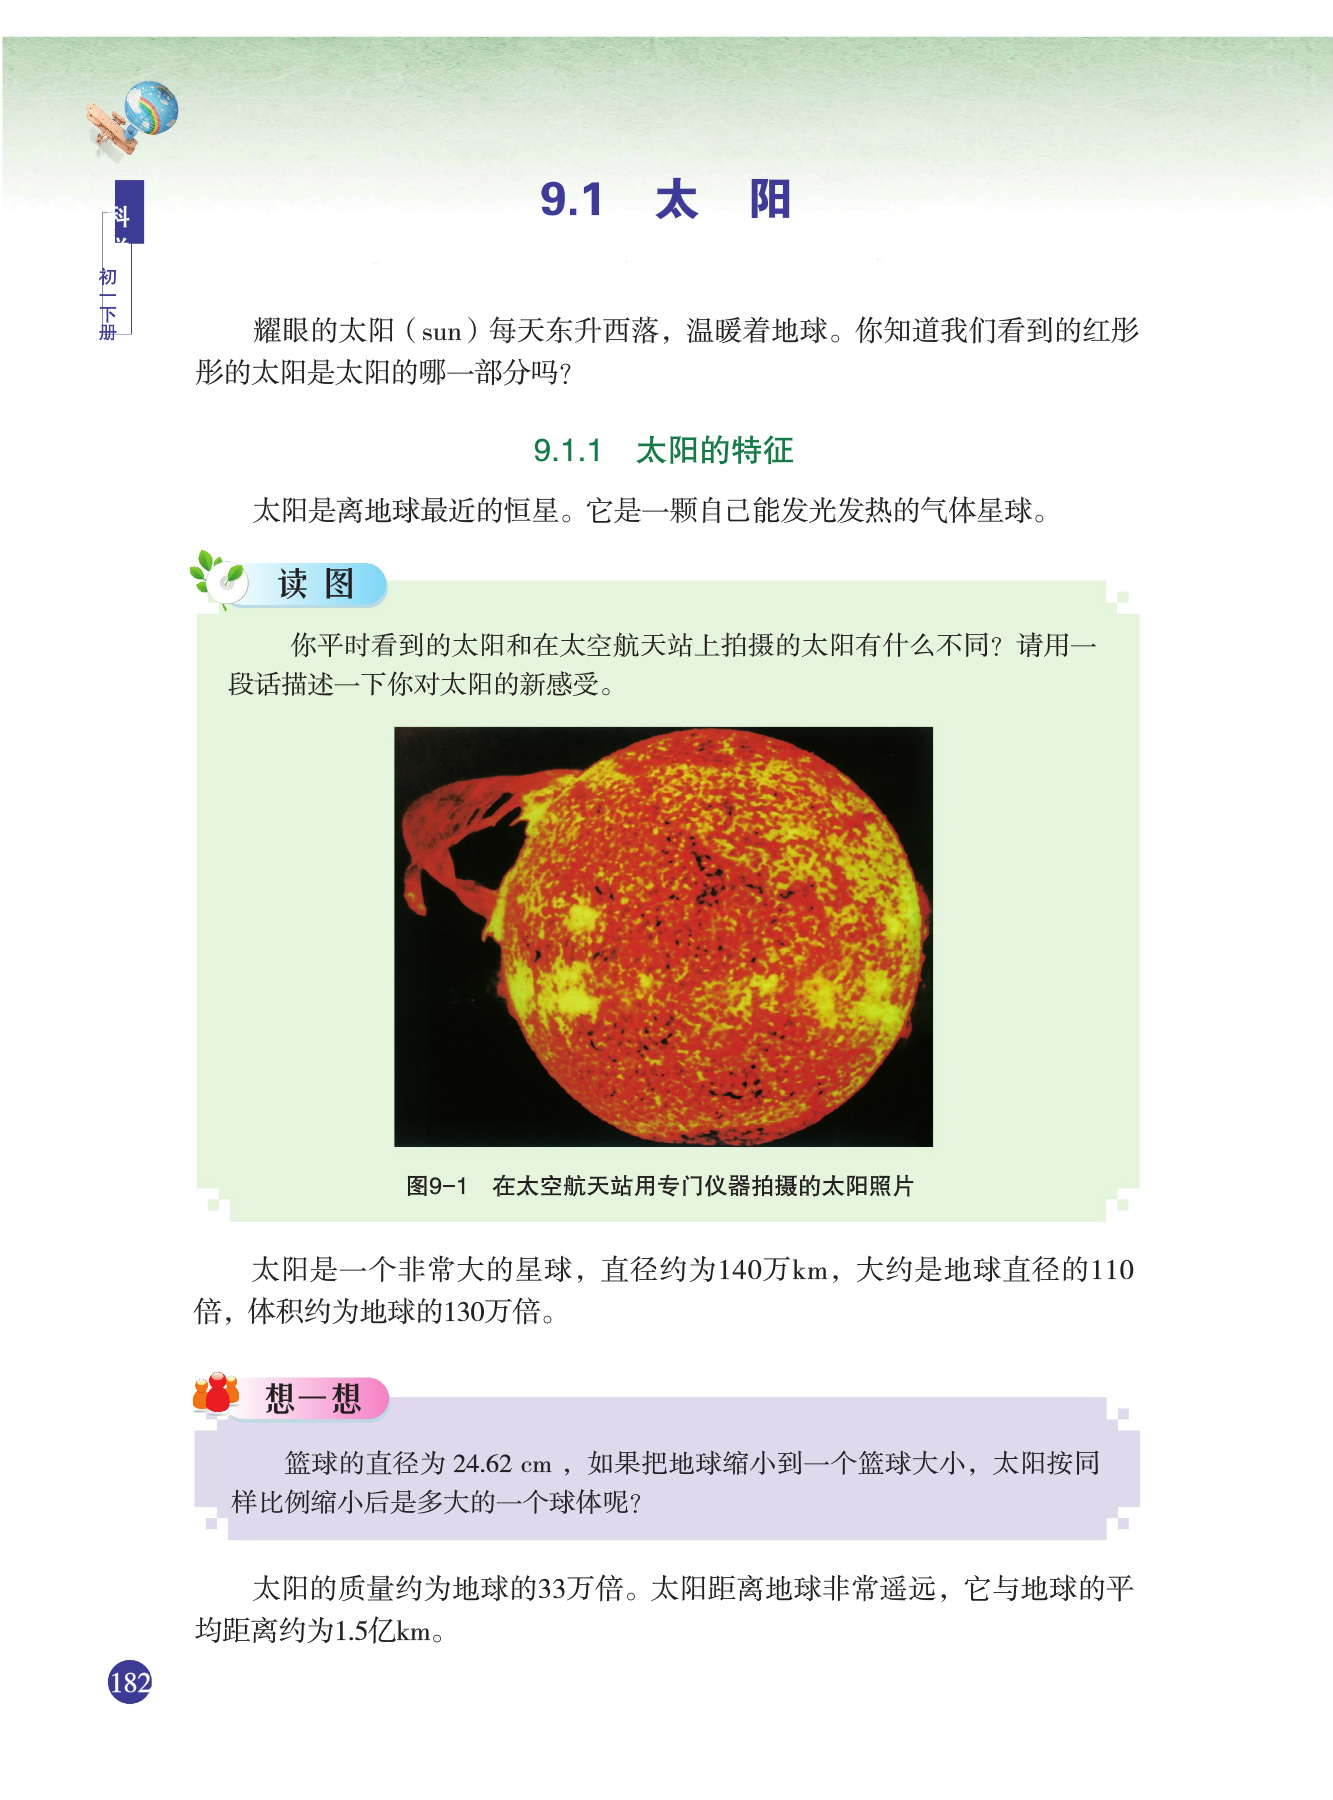 9.1 太 阳
科
初一下册
耀眼的太阳（sun）每天东升西落，温暖着地球。你知道我们看到的红彤
彤的太阳是太阳的哪一部分吗？
9.1.1 太阳的特征
太阳是离地球最近的恒星。它是一颗自己能发光发热的气体星球。
读 图
你平时看到的太阳和在太空航天站上拍摄的太阳有什么不同？请用一
段话描述一下你对太阳的新感受。
图9-1 在太空航天站用专门仪器拍摄的太阳照片
太阳是一个非常大的星球，直径约为140万km，大约是地球直径的110
倍，体积约为地球的130万倍。
想一想
篮球的直径为 24.62 cm ，如果把地球缩小到一个篮球大小，太阳按同
样比例缩小后是多大的一个球体呢？
太阳的质量约为地球的33万倍。太阳距离地球非常遥远，它与地球的平
均距离约为1.5亿km。
182